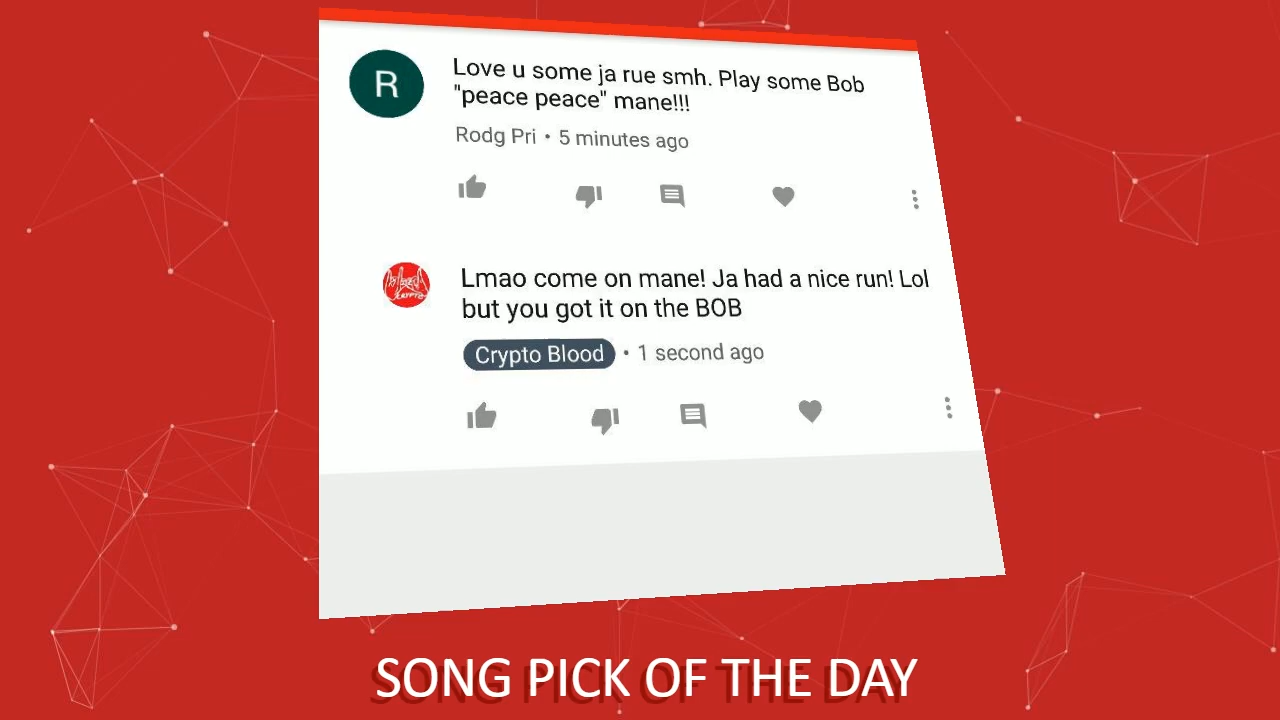 R
Love u some ja rue smh. Play some Bob
"peace peace" mane!!!
Rodg Pri • 5 minutes ago
Lmao come on mane! Ja had a nice run! Lol
but you got it on the BOB
Crypto Blood • 1 second ago
SONG PICK OF THE DAY